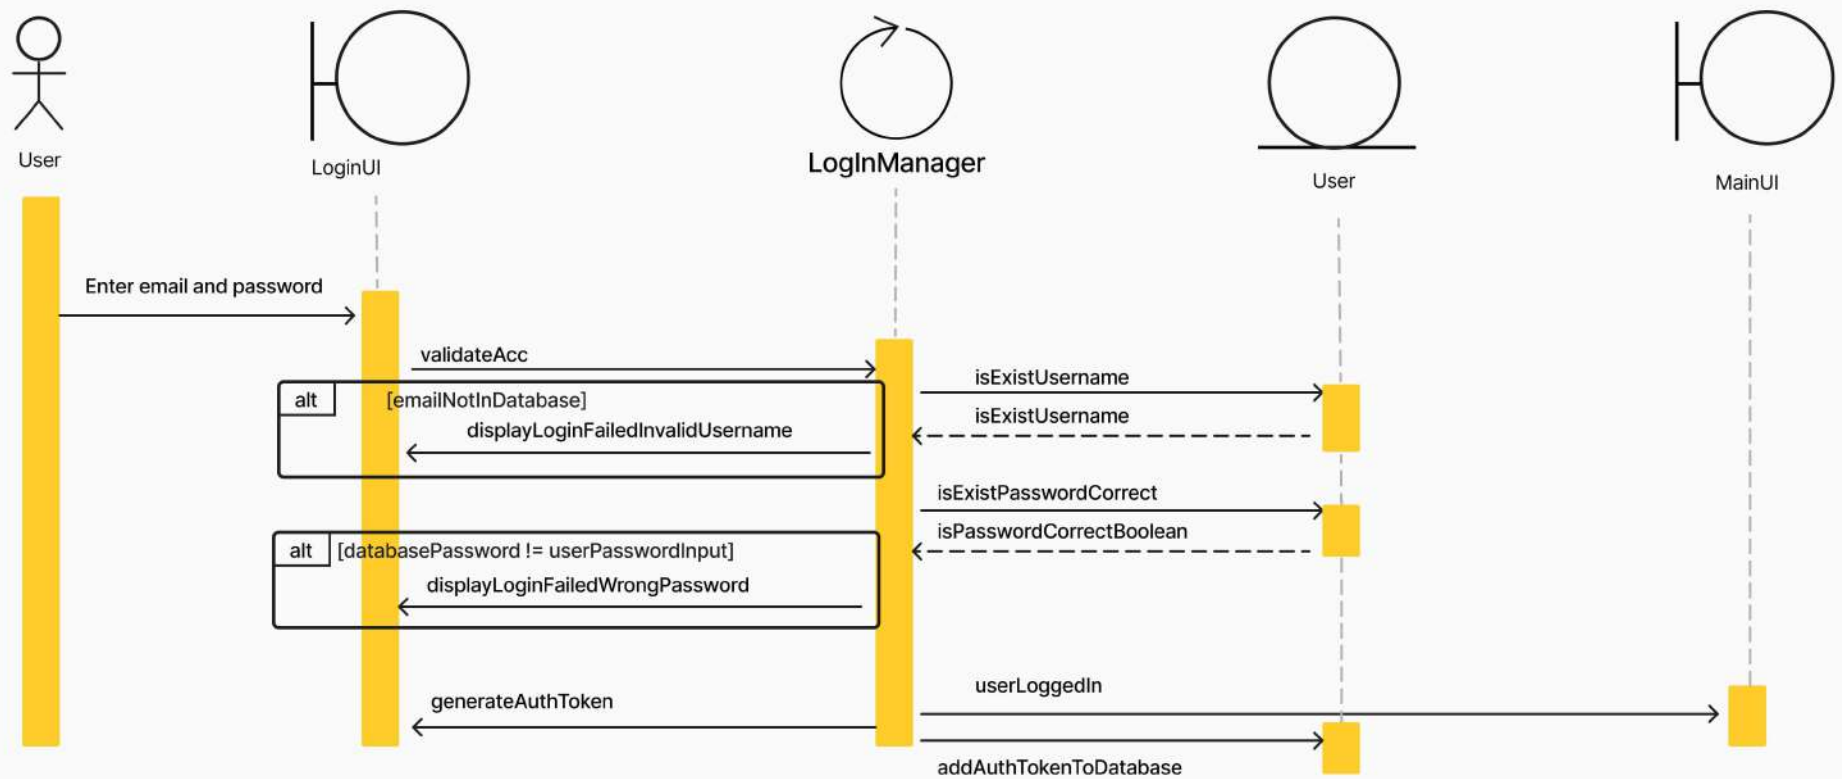 User
LoginUI
LogInManager
User
MainUI
Enter email and password
validateAcc
isExistUsername
alt
[emailNotInDatabase]
isExistUsername
displayLoginFailedInvalidUsername
isExistPasswordCorrect
isPasswordCorrectBoolean
alt
[databasePassword != userPasswordInput]
displayLoginFailedWrongPassword
userLoggedIn
generateAuthToken
addAuthTokenToDatabase